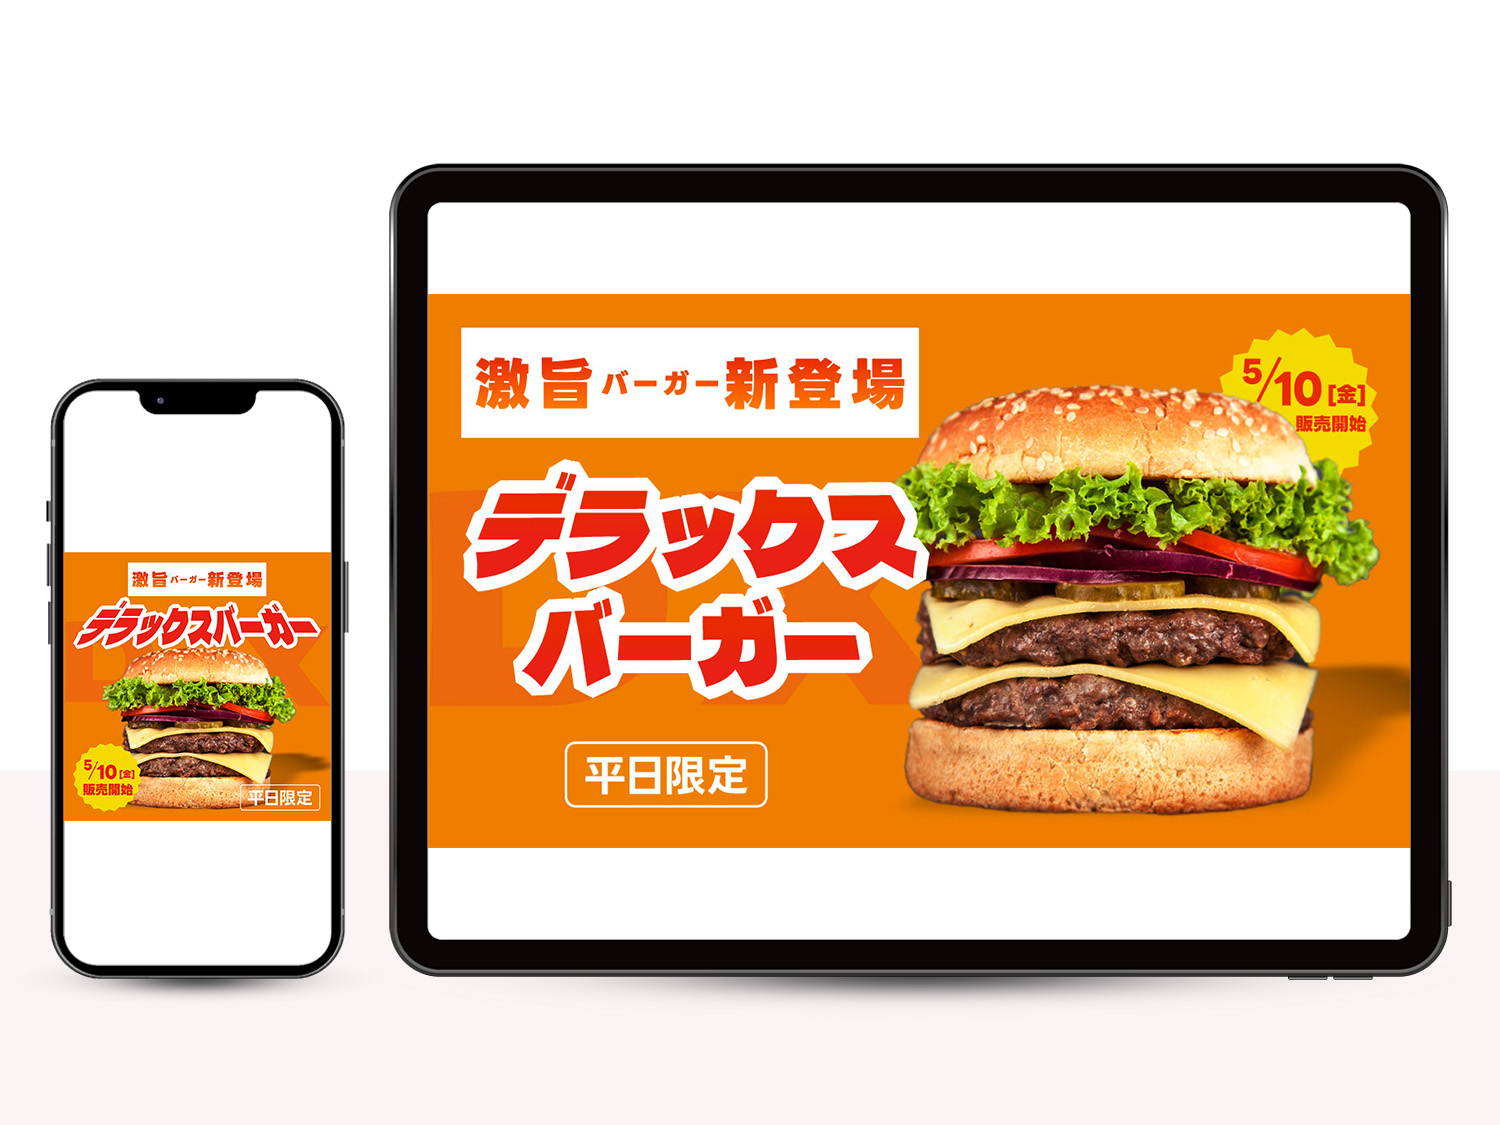 激旨バーガー新登場
デラックスバーガー
5/10[金]
販売開始
平日限定
激旨バーガー新登場
デラックス
バーガー
5/10[金]
販売開始
平日限定
DX